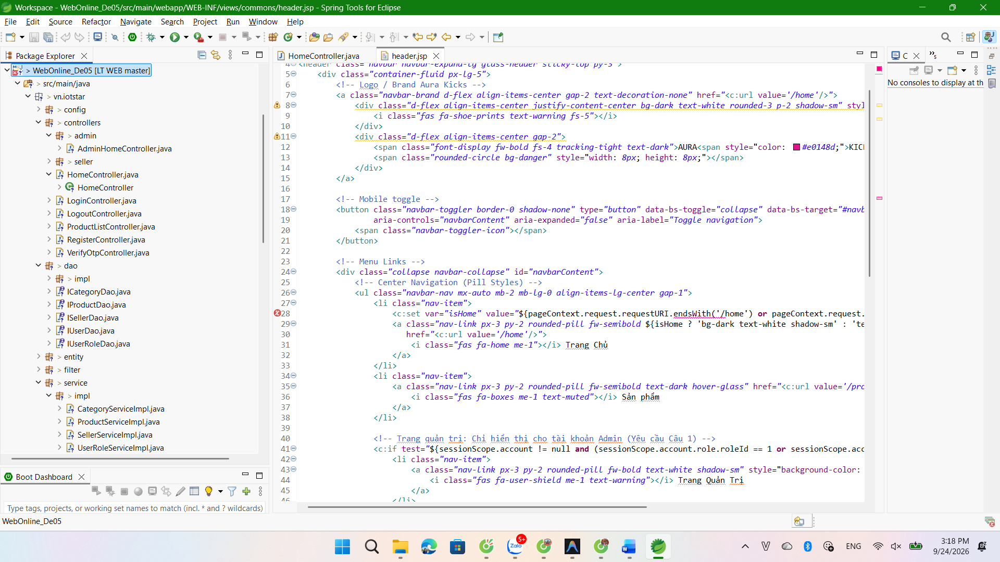 Workspace - WebOnline_De05/src/main/webapp/WEB-INF/views/commons/header.jsp - Spring Tools for Eclipse
File Edit Source Refactor Navigate Search Project Run Window Help
Package Explorer
> WebOnline_De05 [LT WEB master]
> src/main/java
> vn.iotstar
> config
> controllers
> admin
> AdminHomeController.java
> seller
HomeController.java
HomeController
LoginController.java
LogoutController.java
ProductListController.java
RegisterController.java
VerifyOtpController.java
> dao
> impl
ICategoryDao.java
IProductDao.java
ISellerDao.java
IUserDao.java
IUserRoleDao.java
> entity
> filter
> service
> impl
CategoryServiceImpl.java
ProductServiceImpl.java
SellerServiceImpl.java
UserRoleServiceImpl.java
Boot Dashboard
Type tags, projects, or working set names to match (incl. * and ? wildcards)
WebOnline_De05
HomeController.java header.jsp
4 <header class="navbar navbar-expand-lg glass-header sticky-top py-3">
5 <div class="container-fluid px-lg-5">
6 <!-- Logo / Brand Aura Kicks -->
7 <a class="navbar-brand d-flex align-items-center gap-2 text-decoration-none" href="<c:url value='/home'/>">
8 <div class="d-flex align-items-center justify-content-center bg-dark text-white rounded-3 p-2 shadow-sm" styl
9 <i class="fas fa-shoe-prints text-warning fs-5"></i>
10 </div>
11 <div class="d-flex align-items-center gap-2">
12 <span class="font-display fw-bold fs-4 tracking-tight text-dark">AURA<span style="color: #e0148d;">KIC
13 <span class="rounded-circle bg-danger" style="width: 8px; height: 8px;"></span>
14 </div>
15 </a>
16
17 <!-- Mobile toggle -->
18 <button class="navbar-toggler border-0 shadow-none" type="button" data-bs-toggle="collapse" data-bs-target="#navb
19 aria-controls="navbarContent" aria-expanded="false" aria-label="Toggle navigation">
20 <span class="navbar-toggler-icon"></span>
21 </button>
22
23 <!-- Menu Links -->
24 <div class="collapse navbar-collapse" id="navbarContent">
25 <!-- Center Navigation (Pill Styles) -->
26 <ul class="navbar-nav mx-auto mb-2 mb-lg-0 align-items-lg-center gap-1">
27 <li class="nav-item">
28 <c:set var="isHome" value="${pageContext.request.requestURI.endsWith('/home') or pageContext.request.
29 <a class="nav-link px-3 py-2 rounded-pill fw-semibold ${isHome ? 'bg-dark text-white shadow-sm' : 'te
30 href="<c:url value='/home'/>">
31 <i class="fas fa-home me-1"></i> Trang Chủ
32 </a>
33 </li>
34 <li class="nav-item">
35 <a class="nav-link px-3 py-2 rounded-pill fw-semibold text-dark hover-glass" href="<c:url value='/pro
36 <i class="fas fa-boxes me-1 text-muted"></i> Sản phẩm
37 </a>
38 </li>
39
40 <!-- Trang quản trị: Chỉ hiển thị cho tài khoản Admin (Yêu cầu Câu 1) -->
41 <c:if test="${sessionScope.account != null and (sessionScope.account.role.roleId == 1 or sessionScope.acc
42 <li class="nav-item">
43 <a class="nav-link px-3 py-2 rounded-pill fw-bold text-white shadow-sm" style="background-color:
44 <i class="fas fa-user-shield me-1 text-warning"></i> Trang Quản Trị
45 </a>
46 </li>
C
5
No consoles to display at th
5+
Zalo
ENG
3:18 PM
9/24/2026